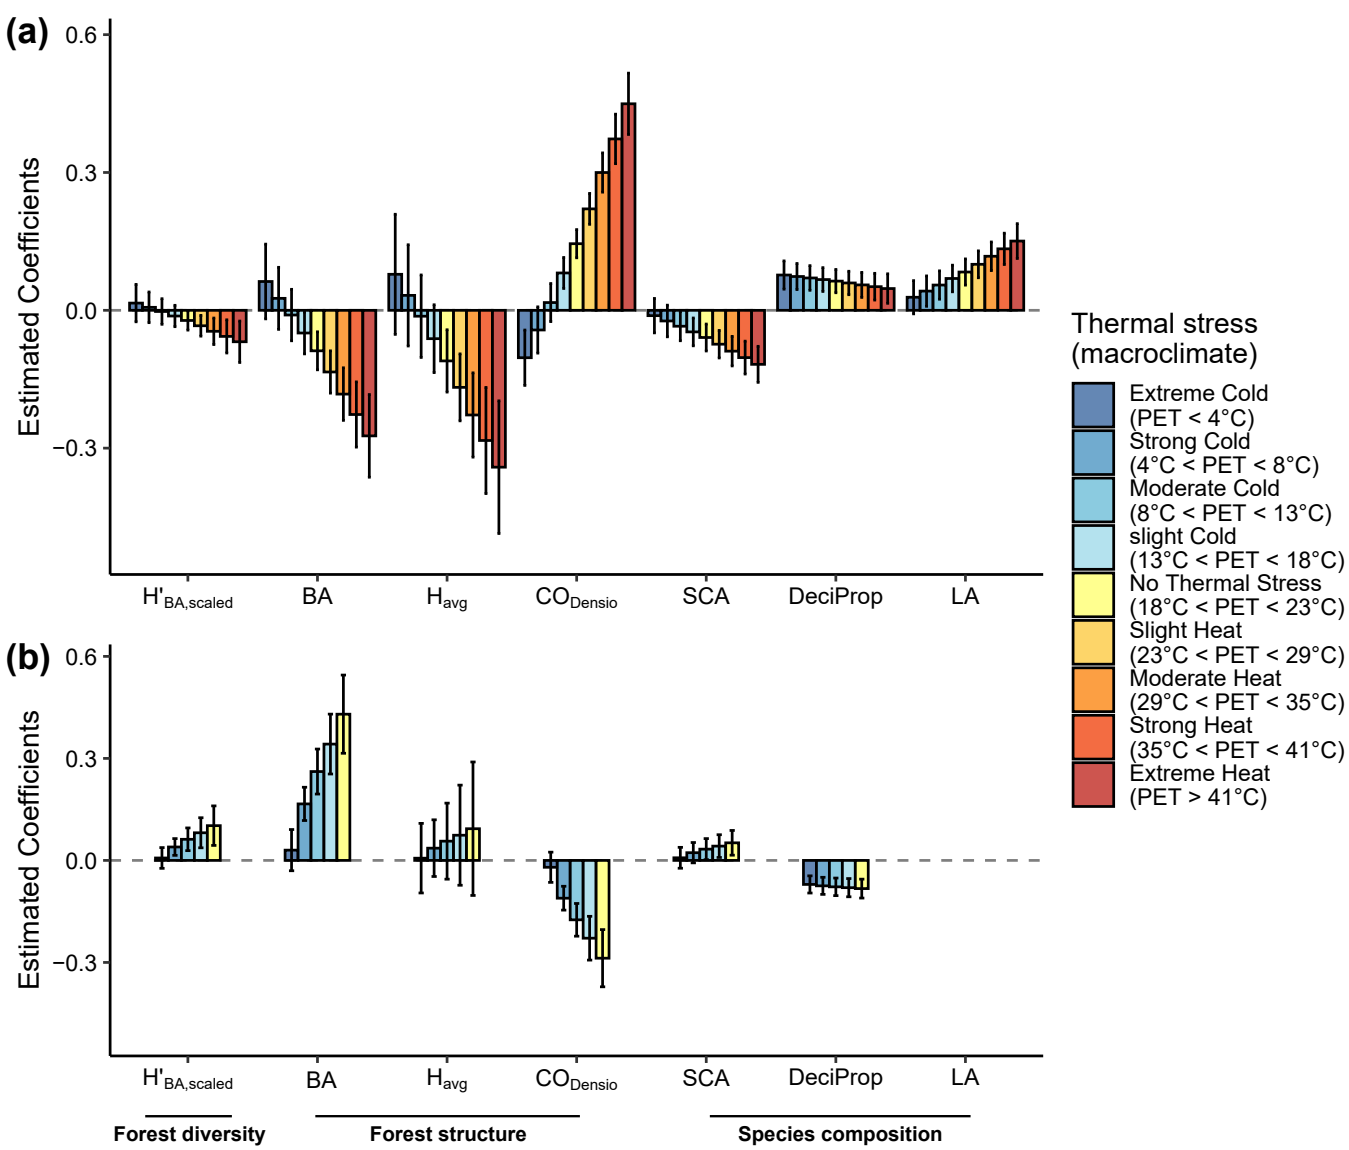 (a)
0.6
0.3
0.0
−0.3
Estimated Coefficients
H'BA,scaled
BA
Havg
CODensio
SCA
DeciProp
LA
Thermal stress
(macroclimate)
Extreme Cold
(PET < 4°C)
Strong Cold
(4°C < PET < 8°C)
Moderate Cold
(8°C < PET < 13°C)
slight Cold
(13°C < PET < 18°C)
No Thermal Stress
(18°C < PET < 23°C)
Slight Heat
(23°C < PET < 29°C)
Moderate Heat
(29°C < PET < 35°C)
Strong Heat
(35°C < PET < 41°C)
Extreme Heat
(PET > 41°C)
(b)
0.6
0.3
0.0
−0.3
Estimated Coefficients
H'BA,scaled
BA
Havg
CODensio
SCA
DeciProp
LA
Forest diversity
Forest structure
Species composition